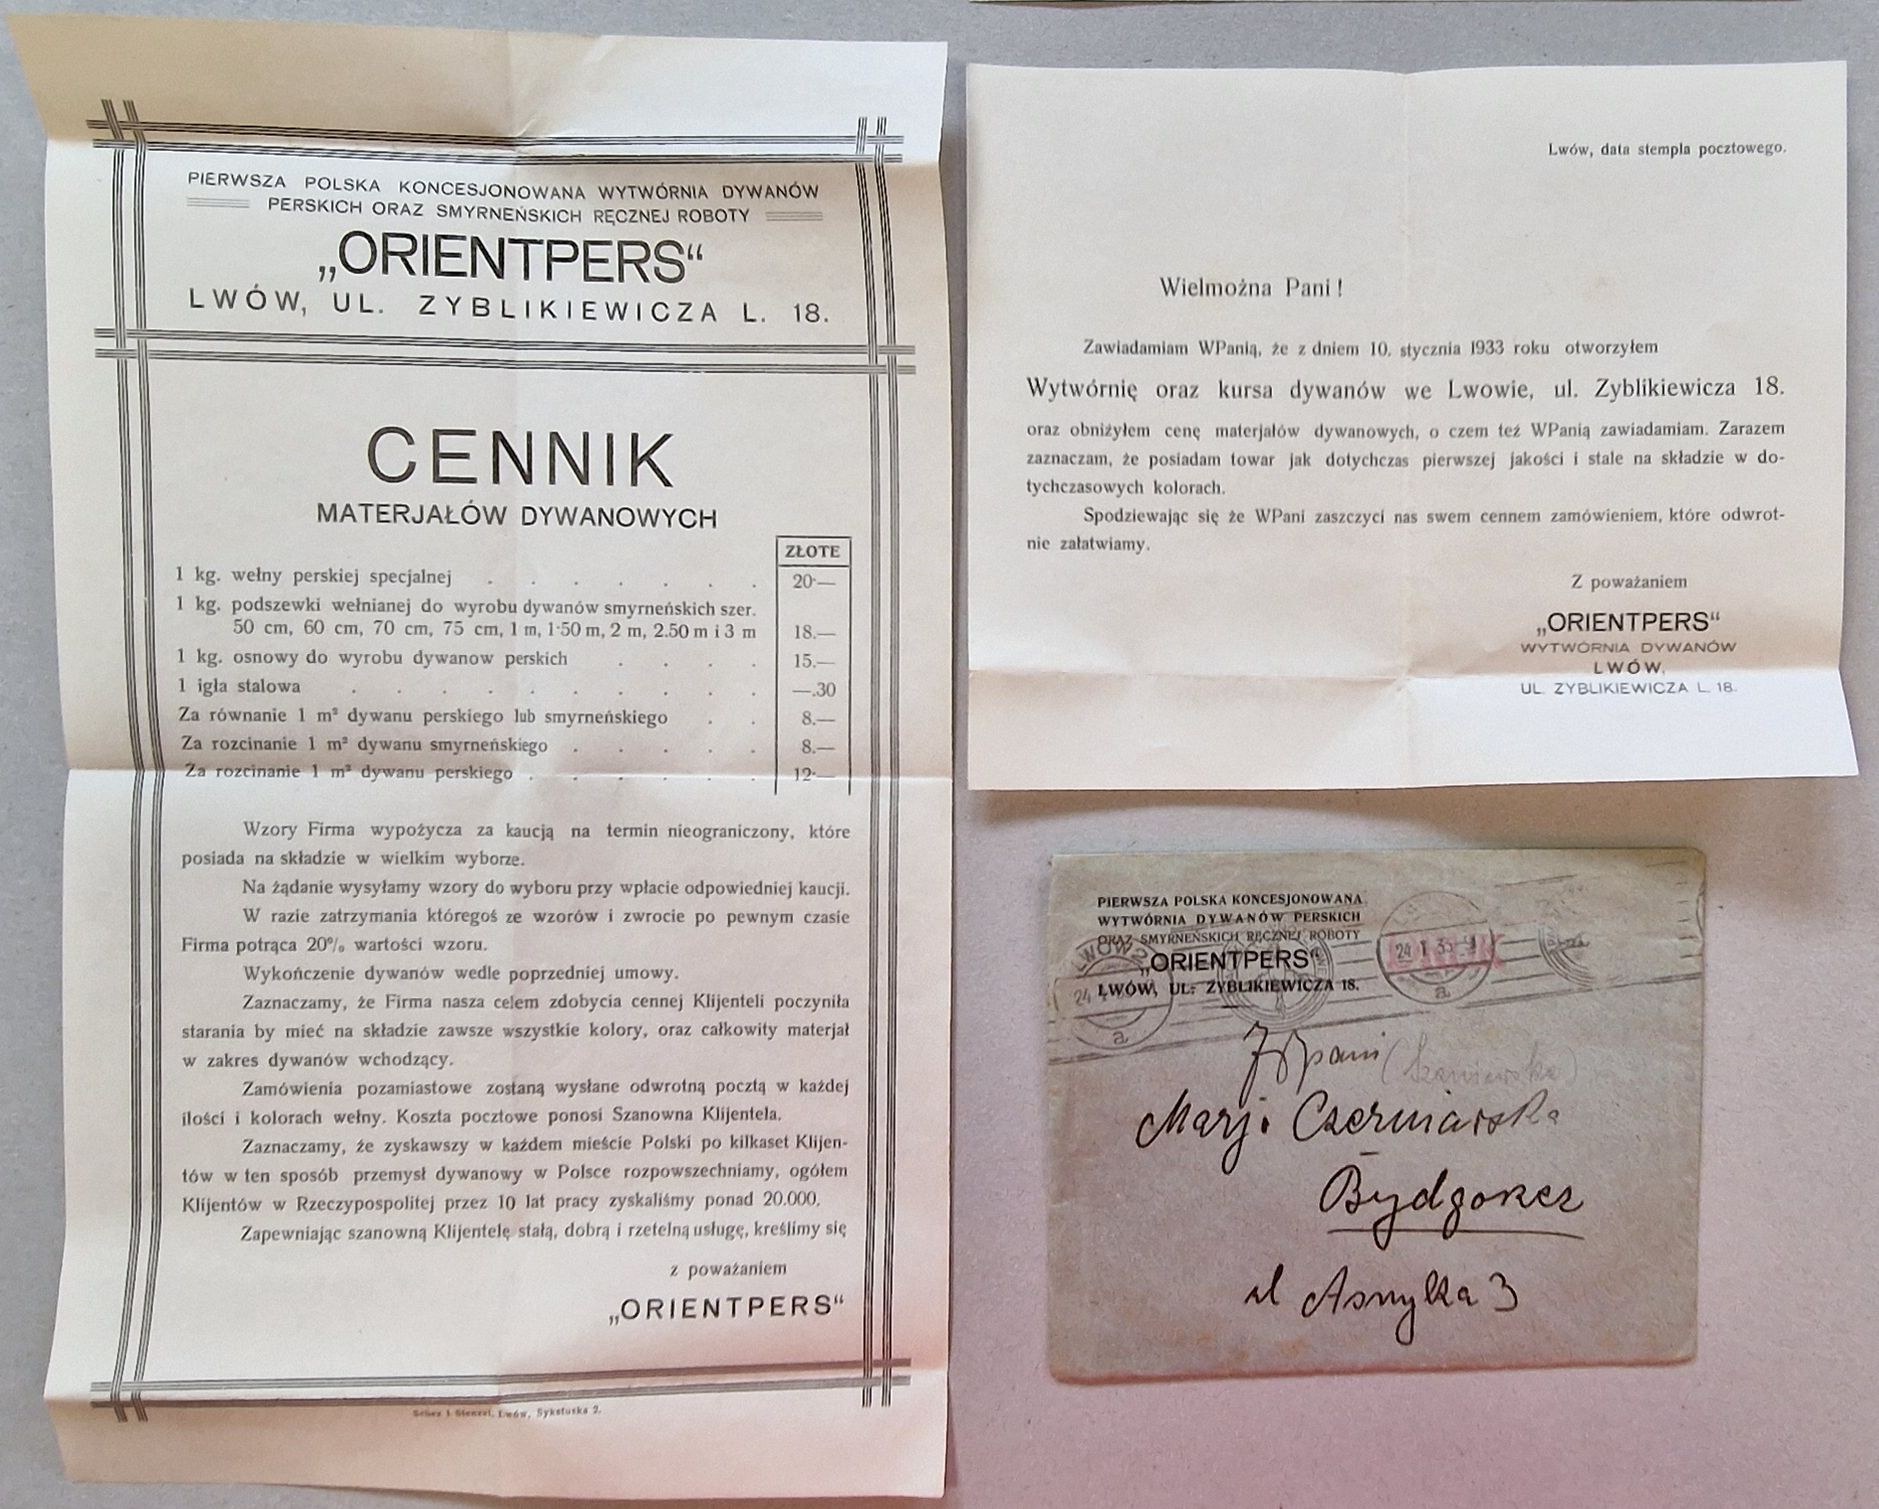 PIERWSZA POLSKA KONCESJONOWANA WYTWÓRNIA DYWANÓW
PERSKICH ORAZ SMYRNEŃSKICH RĘCZNEJ ROBOTY
„ORIENTPERS“
LWÓW, UL. ZYBLIKIEWICZA L. 18.
CENNIK
MATERJAŁÓW DYWANOWYCH
ZŁOTE
1 kg. wełny perskiej specjalnej . . . . . . . 20·—
1 kg. podszewki wełnianej do wyrobu dywanów smyrneńskich szer.
50 cm, 60 cm, 70 cm, 75 cm, 1 m, 1·50 m, 2 m, 2.50 m i 3 m 18.—
1 kg. osnowy do wyrobu dywanow perskich . . . . 15.—
1 igła stalowa . . . . . . . . . . —.30
Za równanie 1 m² dywanu perskiego lub smyrneńskiego . . 8.—
Za rozcinanie 1 m² dywanu smyrneńskiego . . . . . 8.—
Za rozcinanie 1 m² dywanu perskiego . . . . . . 12·—
Wzory Firma wypożycza za kaucją na termin nieograniczony, które
posiada na składzie w wielkim wyborze.
Na żądanie wysyłamy wzory do wyboru przy wpłacie odpowiedniej kaucji.
W razie zatrzymania któregoś ze wzorów i zwrocie po pewnym czasie
Firma potrąca 20% wartości wzoru.
Wykończenie dywanów wedle poprzedniej umowy.
Zaznaczamy, że Firma nasza celem zdobycia cennej Klijenteli poczyniła
starania by mieć na składzie zawsze wszystkie kolory, oraz całkowity materjał
w zakres dywanów wchodzący.
Zamówienia pozamiastowe zostaną wysłane odwrotną pocztą w każdej
ilości i kolorach wełny. Koszta pocztowe ponosi Szanowna Klijentela.
Zaznaczamy, że zyskawszy w każdem mieście Polski po kilkaset Klijen-
tów w ten sposób przemysł dywanowy w Polsce rozpowszechniamy, ogółem
Klijentów w Rzeczypospolitej przez 10 lat pracy zyskaliśmy ponad 20.000.
Zapewniając szanowną Klijentelę stałą, dobrą i rzetelną usługę, kreślimy się
z poważaniem
„ORIENTPERS“
Lwów, Sykstuska 2.
Lwów, data stempla pocztowego.
Wielmożna Pani!
Zawiadamiam WPanią, że z dniem 10. stycznia 1933 roku otworzyłem
Wytwórnię oraz kursa dywanów we Lwowie, ul. Zyblikiewicza 18.
oraz obniżyłem cenę materjałów dywanowych, o czem też WPanią zawiadamiam. Zarazem
zaznaczam, że posiadam towar jak dotychczas pierwszej jakości i stale na składzie w do-
tychczasowych kolorach.
Spodziewając się że WPani zaszczyci nas swem cennem zamówieniem, które odwrot-
nie załatwiamy.
Z poważaniem
„ORIENTPERS“
WYTWÓRNIA DYWANÓW
LWÓW,
UL. ZYBLIKIEWICZA L. 18.
PIERWSZA POLSKA KONCESJONOWANA
WYTWÓRNIA DYWANÓW PERSKICH
ORAZ SMYRNEŃSKICH RĘCZNEJ ROBOTY
„ORIENTPERS“
LWÓW, UL. ZYBLIKIEWICZA 18.
LWÓW 2
a
a
Marja Czerniawska
Bydgoszcz
ul Asnyka 3